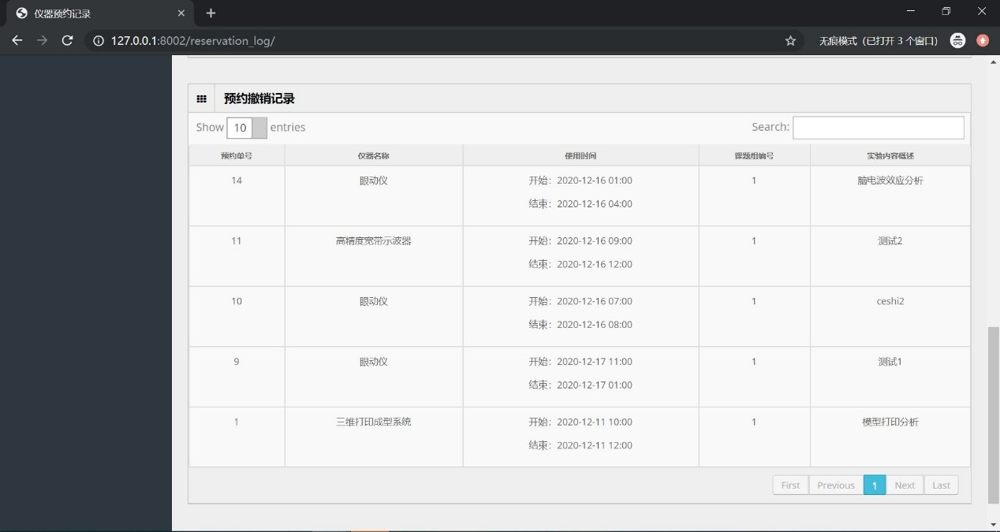 仪器预约记录
127.0.0.1:8002/reservation_log/
无痕模式（已打开 3 个窗口）
预约撤销记录
Show 10 entries
Search:
预约单号 仪器名称 使用时间 课题组编号 实验内容概述
14 眼动仪 开始：2020-12-16 01:00 1 脑电波效应分析
结束：2020-12-16 04:00
11 高精度宽带示波器 开始：2020-12-16 09:00 1 测试2
结束：2020-12-16 12:00
10 眼动仪 开始：2020-12-16 07:00 1 ceshi2
结束：2020-12-16 08:00
9 眼动仪 开始：2020-12-17 11:00 1 测试1
结束：2020-12-17 01:00
1 三维打印成型系统 开始：2020-12-11 10:00 1 模型打印分析
结束：2020-12-11 12:00
First Previous 1 Next Last